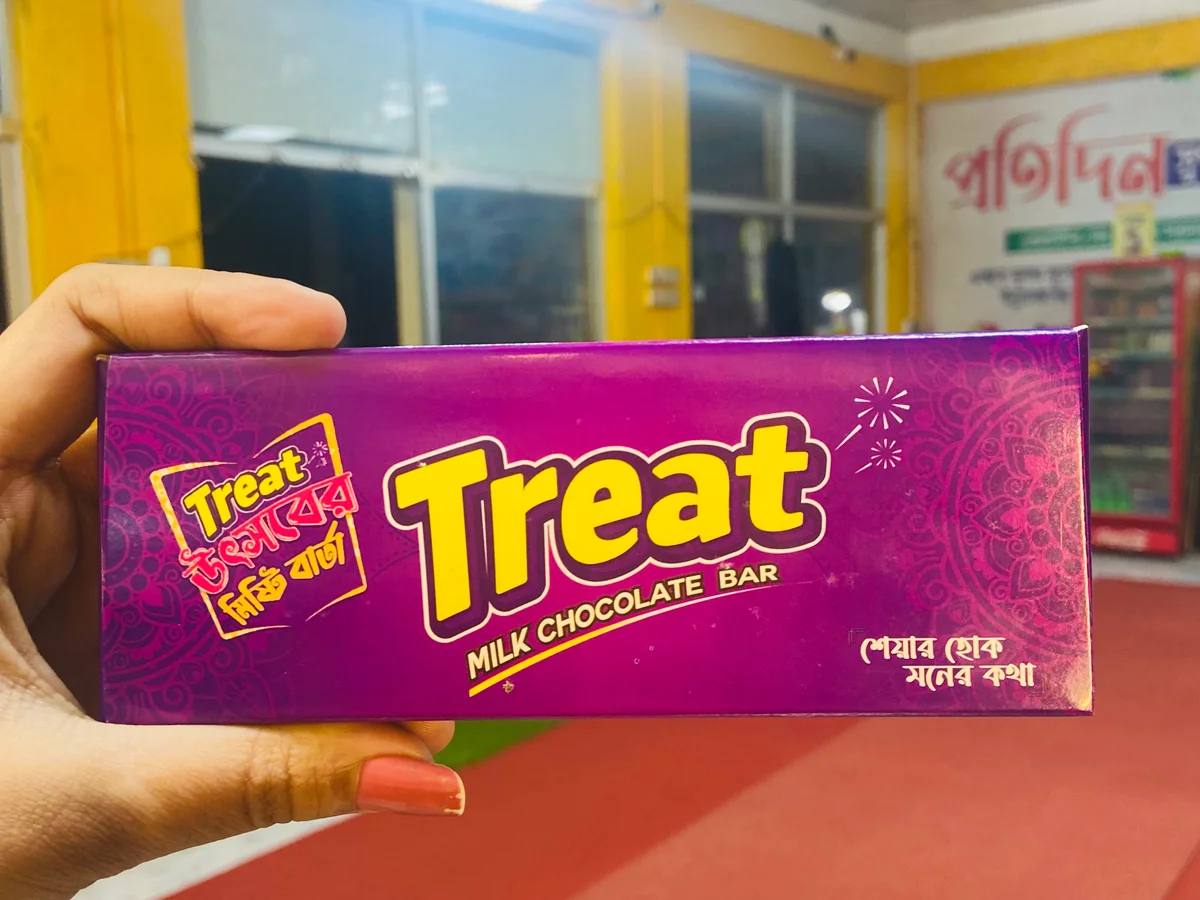 প্রতিদিন
Treat
উৎসবের
মিষ্টি বার্তা
Treat
MILK CHOCOLATE BAR
শেয়ার হোক
মনের কথা